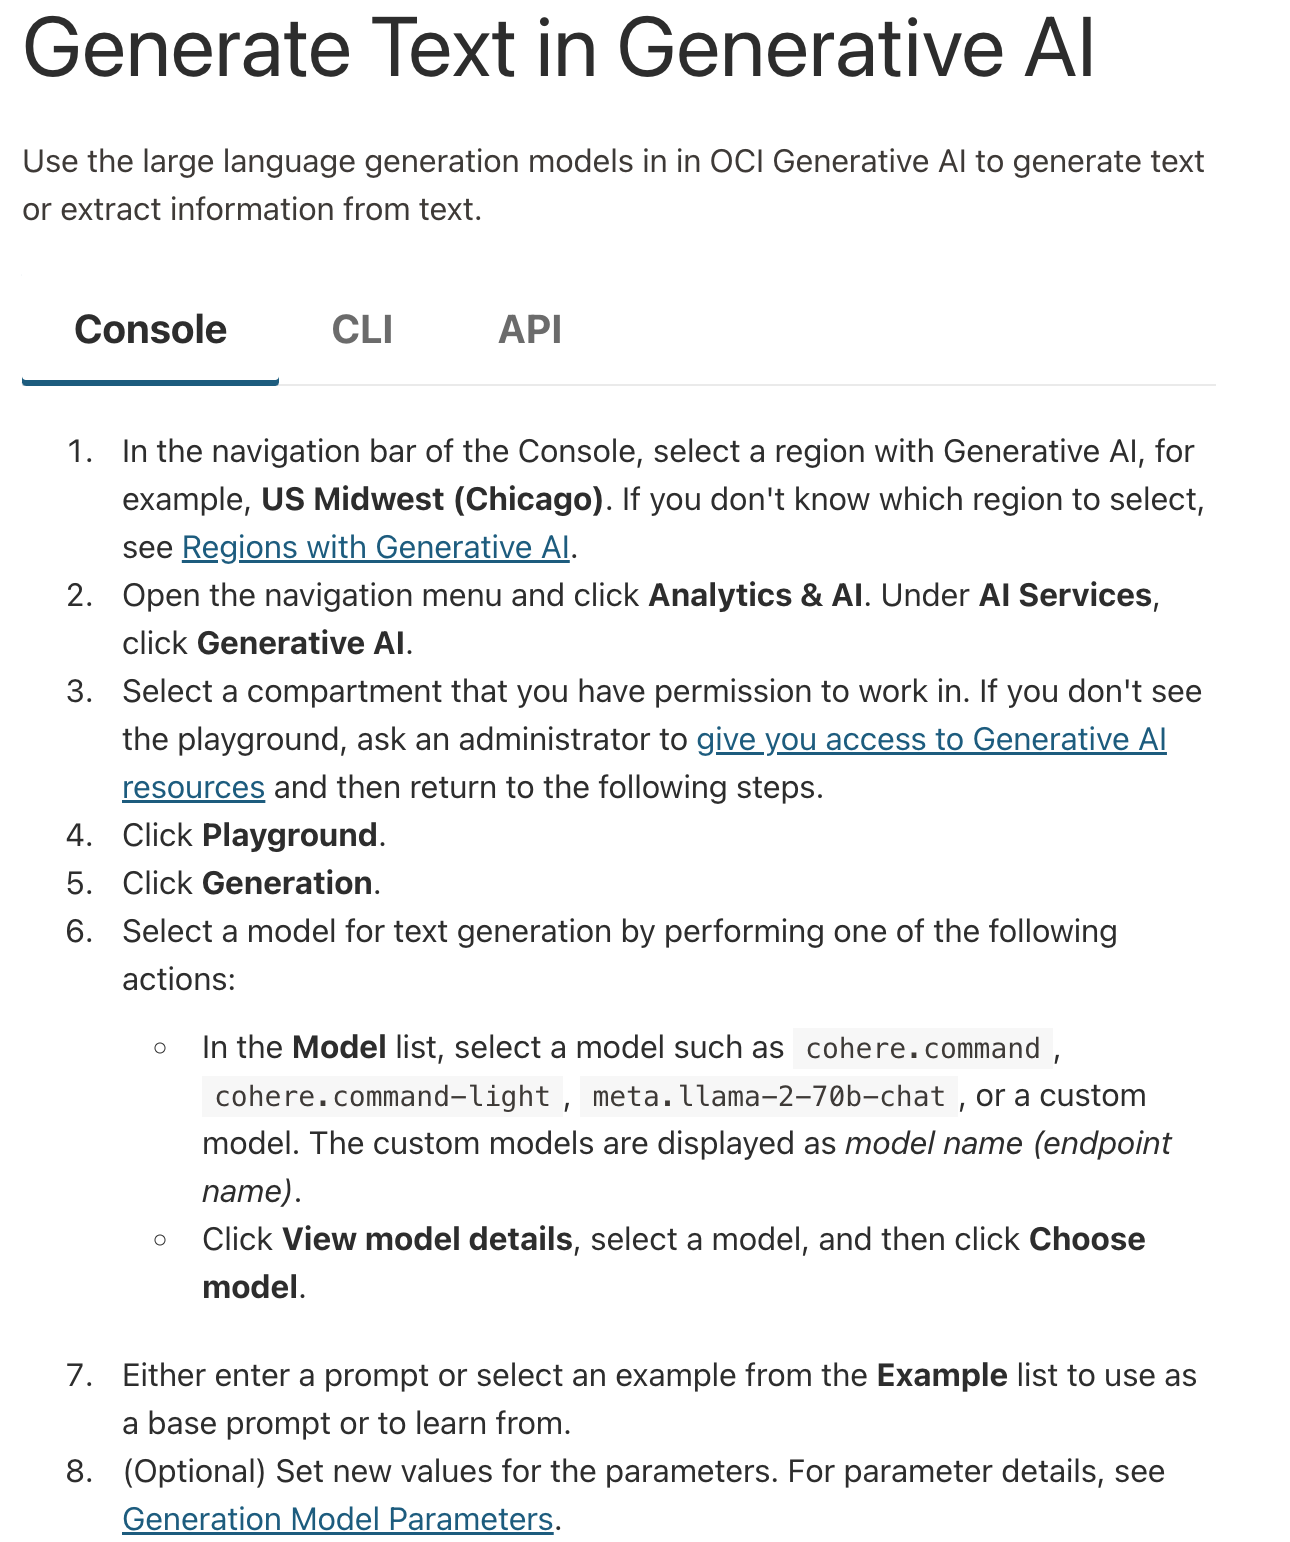 Generate Text in Generative AI
Use the large language generation models in in OCI Generative AI to generate text
or extract information from text.
Console CLI API
1. In the navigation bar of the Console, select a region with Generative AI, for
example, US Midwest (Chicago). If you don't know which region to select,
see Regions with Generative AI.
2. Open the navigation menu and click Analytics & AI. Under AI Services,
click Generative AI.
3. Select a compartment that you have permission to work in. If you don't see
the playground, ask an administrator to give you access to Generative AI
resources and then return to the following steps.
4. Click Playground.
5. Click Generation.
6. Select a model for text generation by performing one of the following
actions:
○ In the Model list, select a model such as cohere.command,
cohere.command-light, meta.llama-2-70b-chat, or a custom
model. The custom models are displayed as model name (endpoint
name).
○ Click View model details, select a model, and then click Choose
model.
7. Either enter a prompt or select an example from the Example list to use as
a base prompt or to learn from.
8. (Optional) Set new values for the parameters. For parameter details, see
Generation Model Parameters.